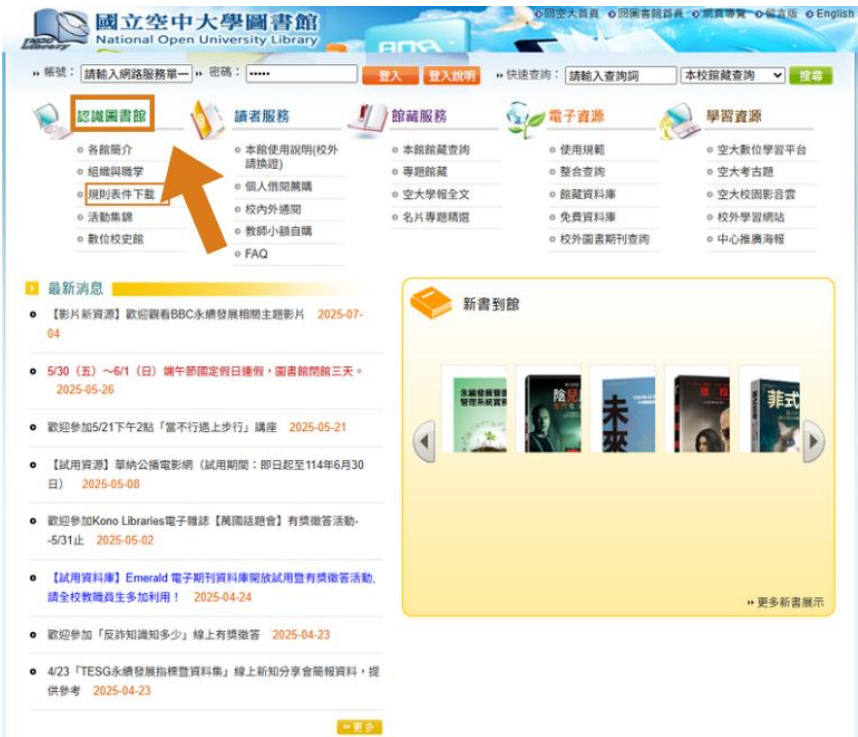 國立空中大學圖書館
National Open University Library
回空大首頁 回圖書館首頁 網頁導覽 留言版 English
帳號： 請輸入網路服務單一 密碼： ••••• 登入 登入說明 快速查詢： 請輸入查詢詞 本校館藏查詢 搜尋
認識圖書館 讀者服務 館藏服務 電子資源 學習資源
各館簡介
組織與職掌
規則表件下載
活動集錦
數位校史館
本館使用說明(校外
請換證)
個人借閱薦購
校內外通閱
教師小額自購
FAQ
本館館藏查詢
專題館藏
空大學報全文
名片專題精選
使用規範
整合查詢
館藏資料庫
免費資料庫
校外圖書期刊查詢
空大數位學習平台
空大考古題
空大校園影音雲
校外學習網站
中心推廣海報
最新消息
【影片新資源】歡迎觀看BBC永續發展相關主題影片 2025-07-
04
5/30（五）～6/1（日）端午節國定假日連假，圖書館閉館三天。
2025-05-26
歡迎參加5/21下午2點「當不行遇上步行」講座 2025-05-21
【試用資源】華納公播電影網（試用期間：即日起至114年6月30
日） 2025-05-08
歡迎參加Kono Libraries電子雜誌【萬國話題會】有獎徵答活動-
-5/31止 2025-05-02
【試用資料庫】Emerald 電子期刊資料庫開放試用暨有獎徵答活動,
請全校教職員生多加利用！ 2025-04-24
歡迎參加「反詐知識知多少」線上有獎徵答 2025-04-23
4/23「TESG永續發展指標暨資料集」線上新知分享會簡報資料，提
供參考 2025-04-23
更多
新書到館
永續發展暨
管理系統實
陰兒
未來
菲式
更多新書展示